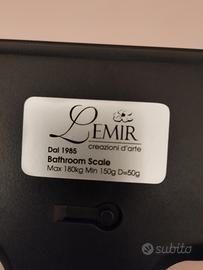 LEMIR
creazioni d'arte
Dal 1985
Bathroom Scale
Max 180kg Min 150g D=50g
subito